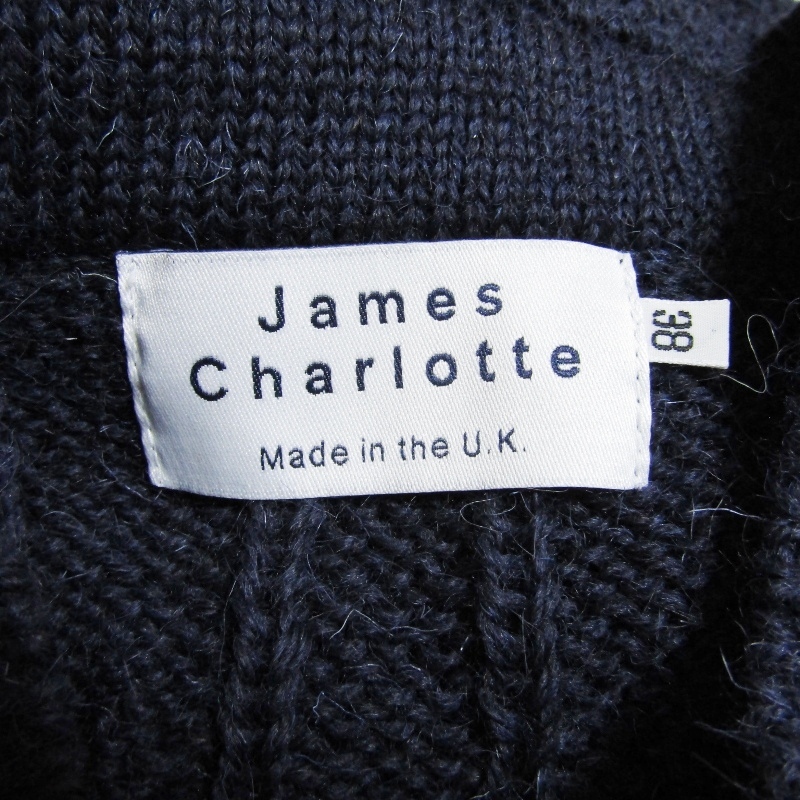 James
Charlotte
Made in the U.K.
38